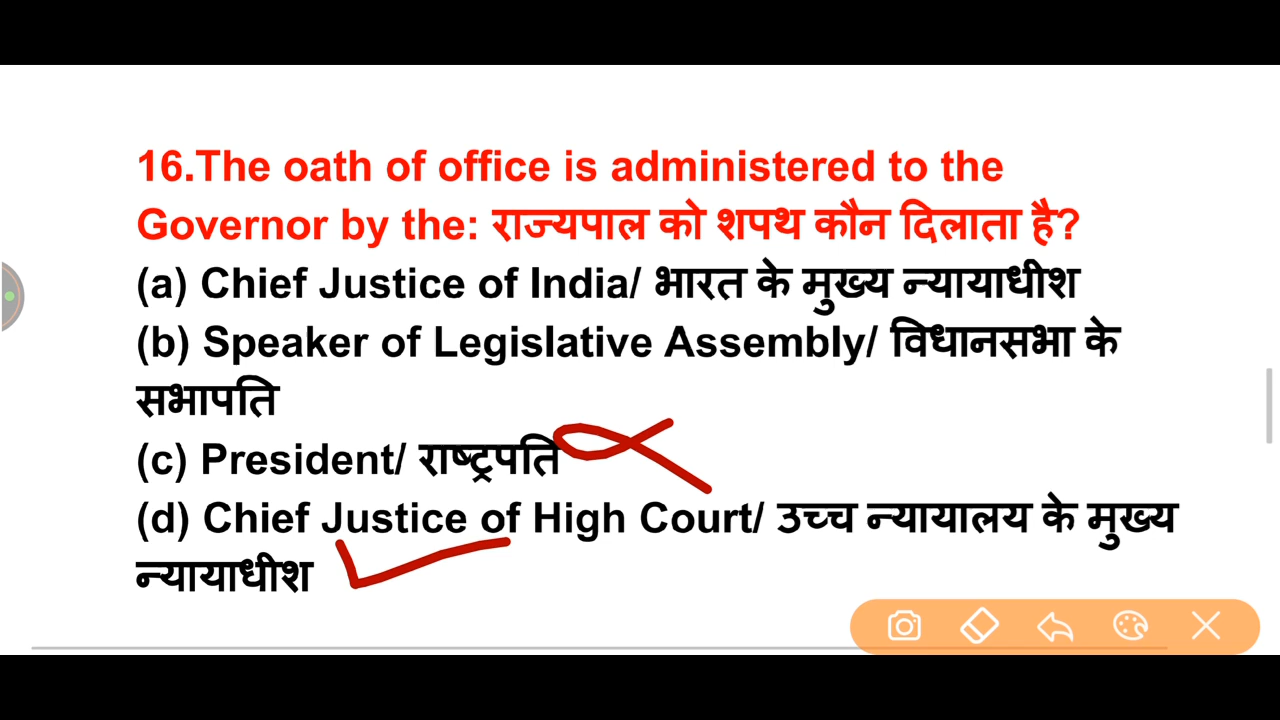 16.The oath of office is administered to the
Governor by the: राज्यपाल को शपथ कौन दिलाता है?
(a) Chief Justice of India/ भारत के मुख्य न्यायाधीश
(b) Speaker of Legislative Assembly/ विधानसभा के
सभापति
(c) President/ राष्ट्रपति
(d) Chief Justice of High Court/ उच्च न्यायालय के मुख्य
न्यायाधीश